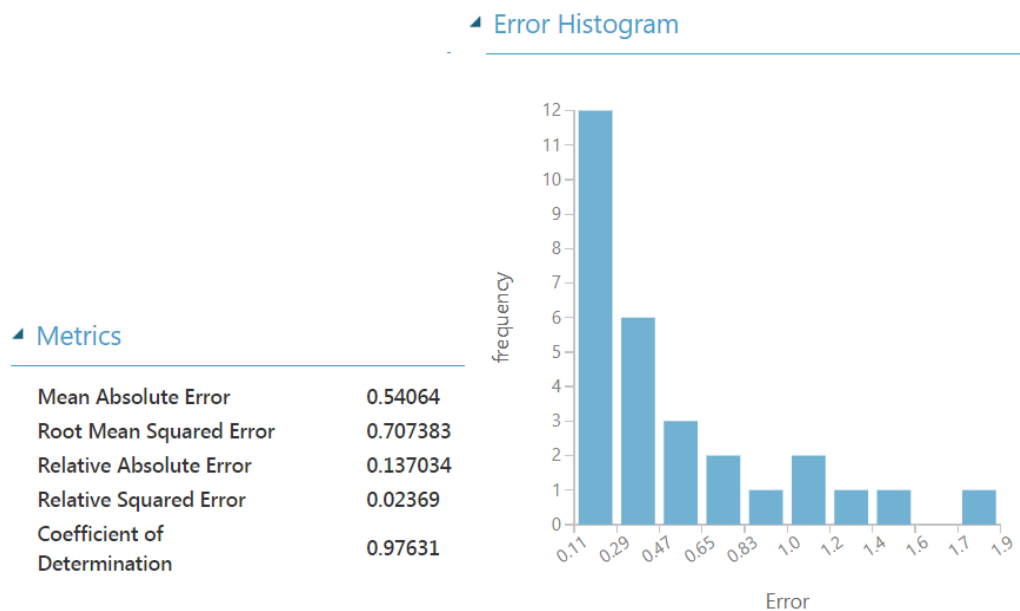 Error Histogram
12
11
10
9
8
7
6
5
4
3
2
1
0
frequency
0.11 0.29 0.47 0.65 0.83 1.0 1.2 1.4 1.6 1.7 1.9
Error
Metrics
Mean Absolute Error 0.54064
Root Mean Squared Error 0.707383
Relative Absolute Error 0.137034
Relative Squared Error 0.02369
Coefficient of
Determination 0.97631